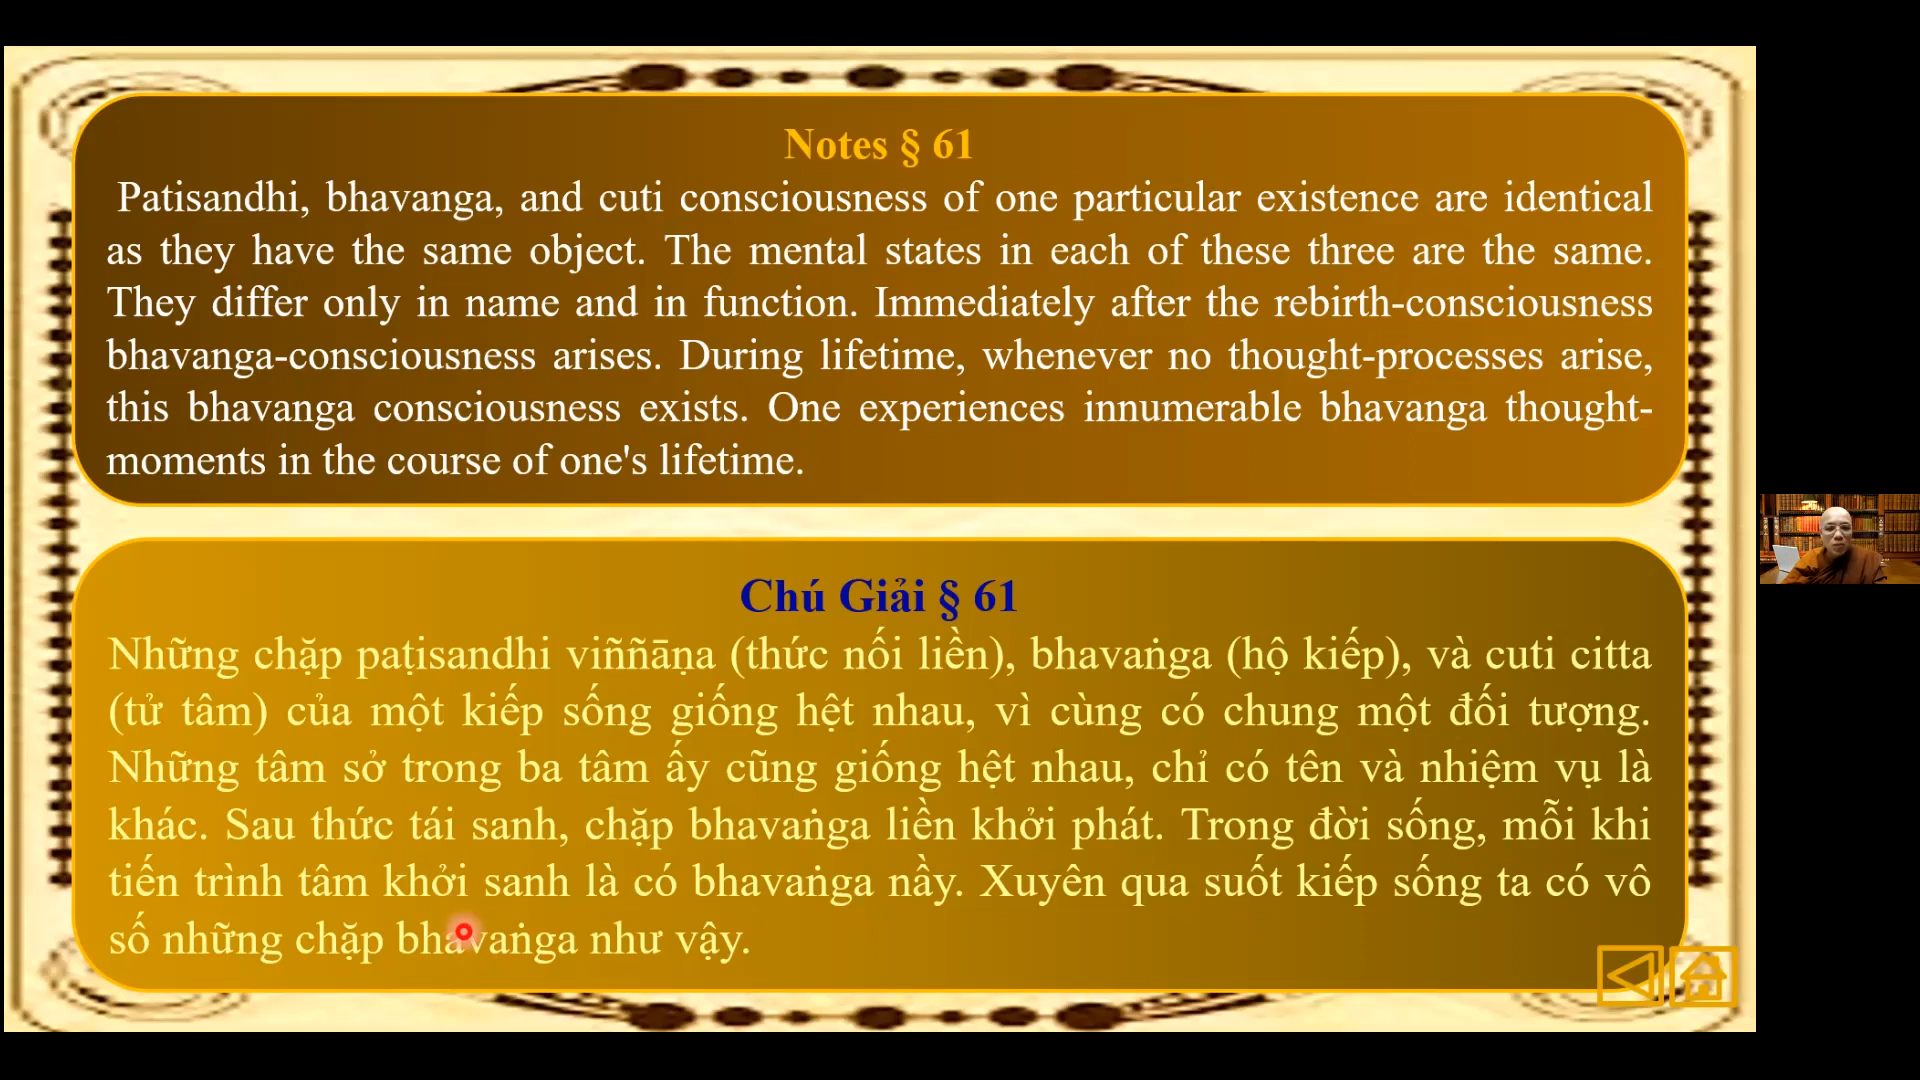 Notes § 61
Patisandhi, bhavanga, and cuti consciousness of one particular existence are identical
as they have the same object. The mental states in each of these three are the same.
They differ only in name and in function. Immediately after the rebirth-consciousness
bhavanga-consciousness arises. During lifetime, whenever no thought-processes arise,
this bhavanga consciousness exists. One experiences innumerable bhavanga thought-
moments in the course of one's lifetime.
Chú Giải § 61
Những chặp paṭisandhi viññāṇa (thức nối liền), bhavaṅga (hộ kiếp), và cuti citta
(tử tâm) của một kiếp sống giống hệt nhau, vì cùng có chung một đối tượng.
Những tâm sở trong ba tâm ấy cũng giống hệt nhau, chỉ có tên và nhiệm vụ là
khác. Sau thức tái sanh, chặp bhavaṅga liền khởi phát. Trong đời sống, mỗi khi
tiến trình tâm khởi sanh là có bhavaṅga nầy. Xuyên qua suốt kiếp sống ta có vô
số những chặp bhavaṅga như vậy.